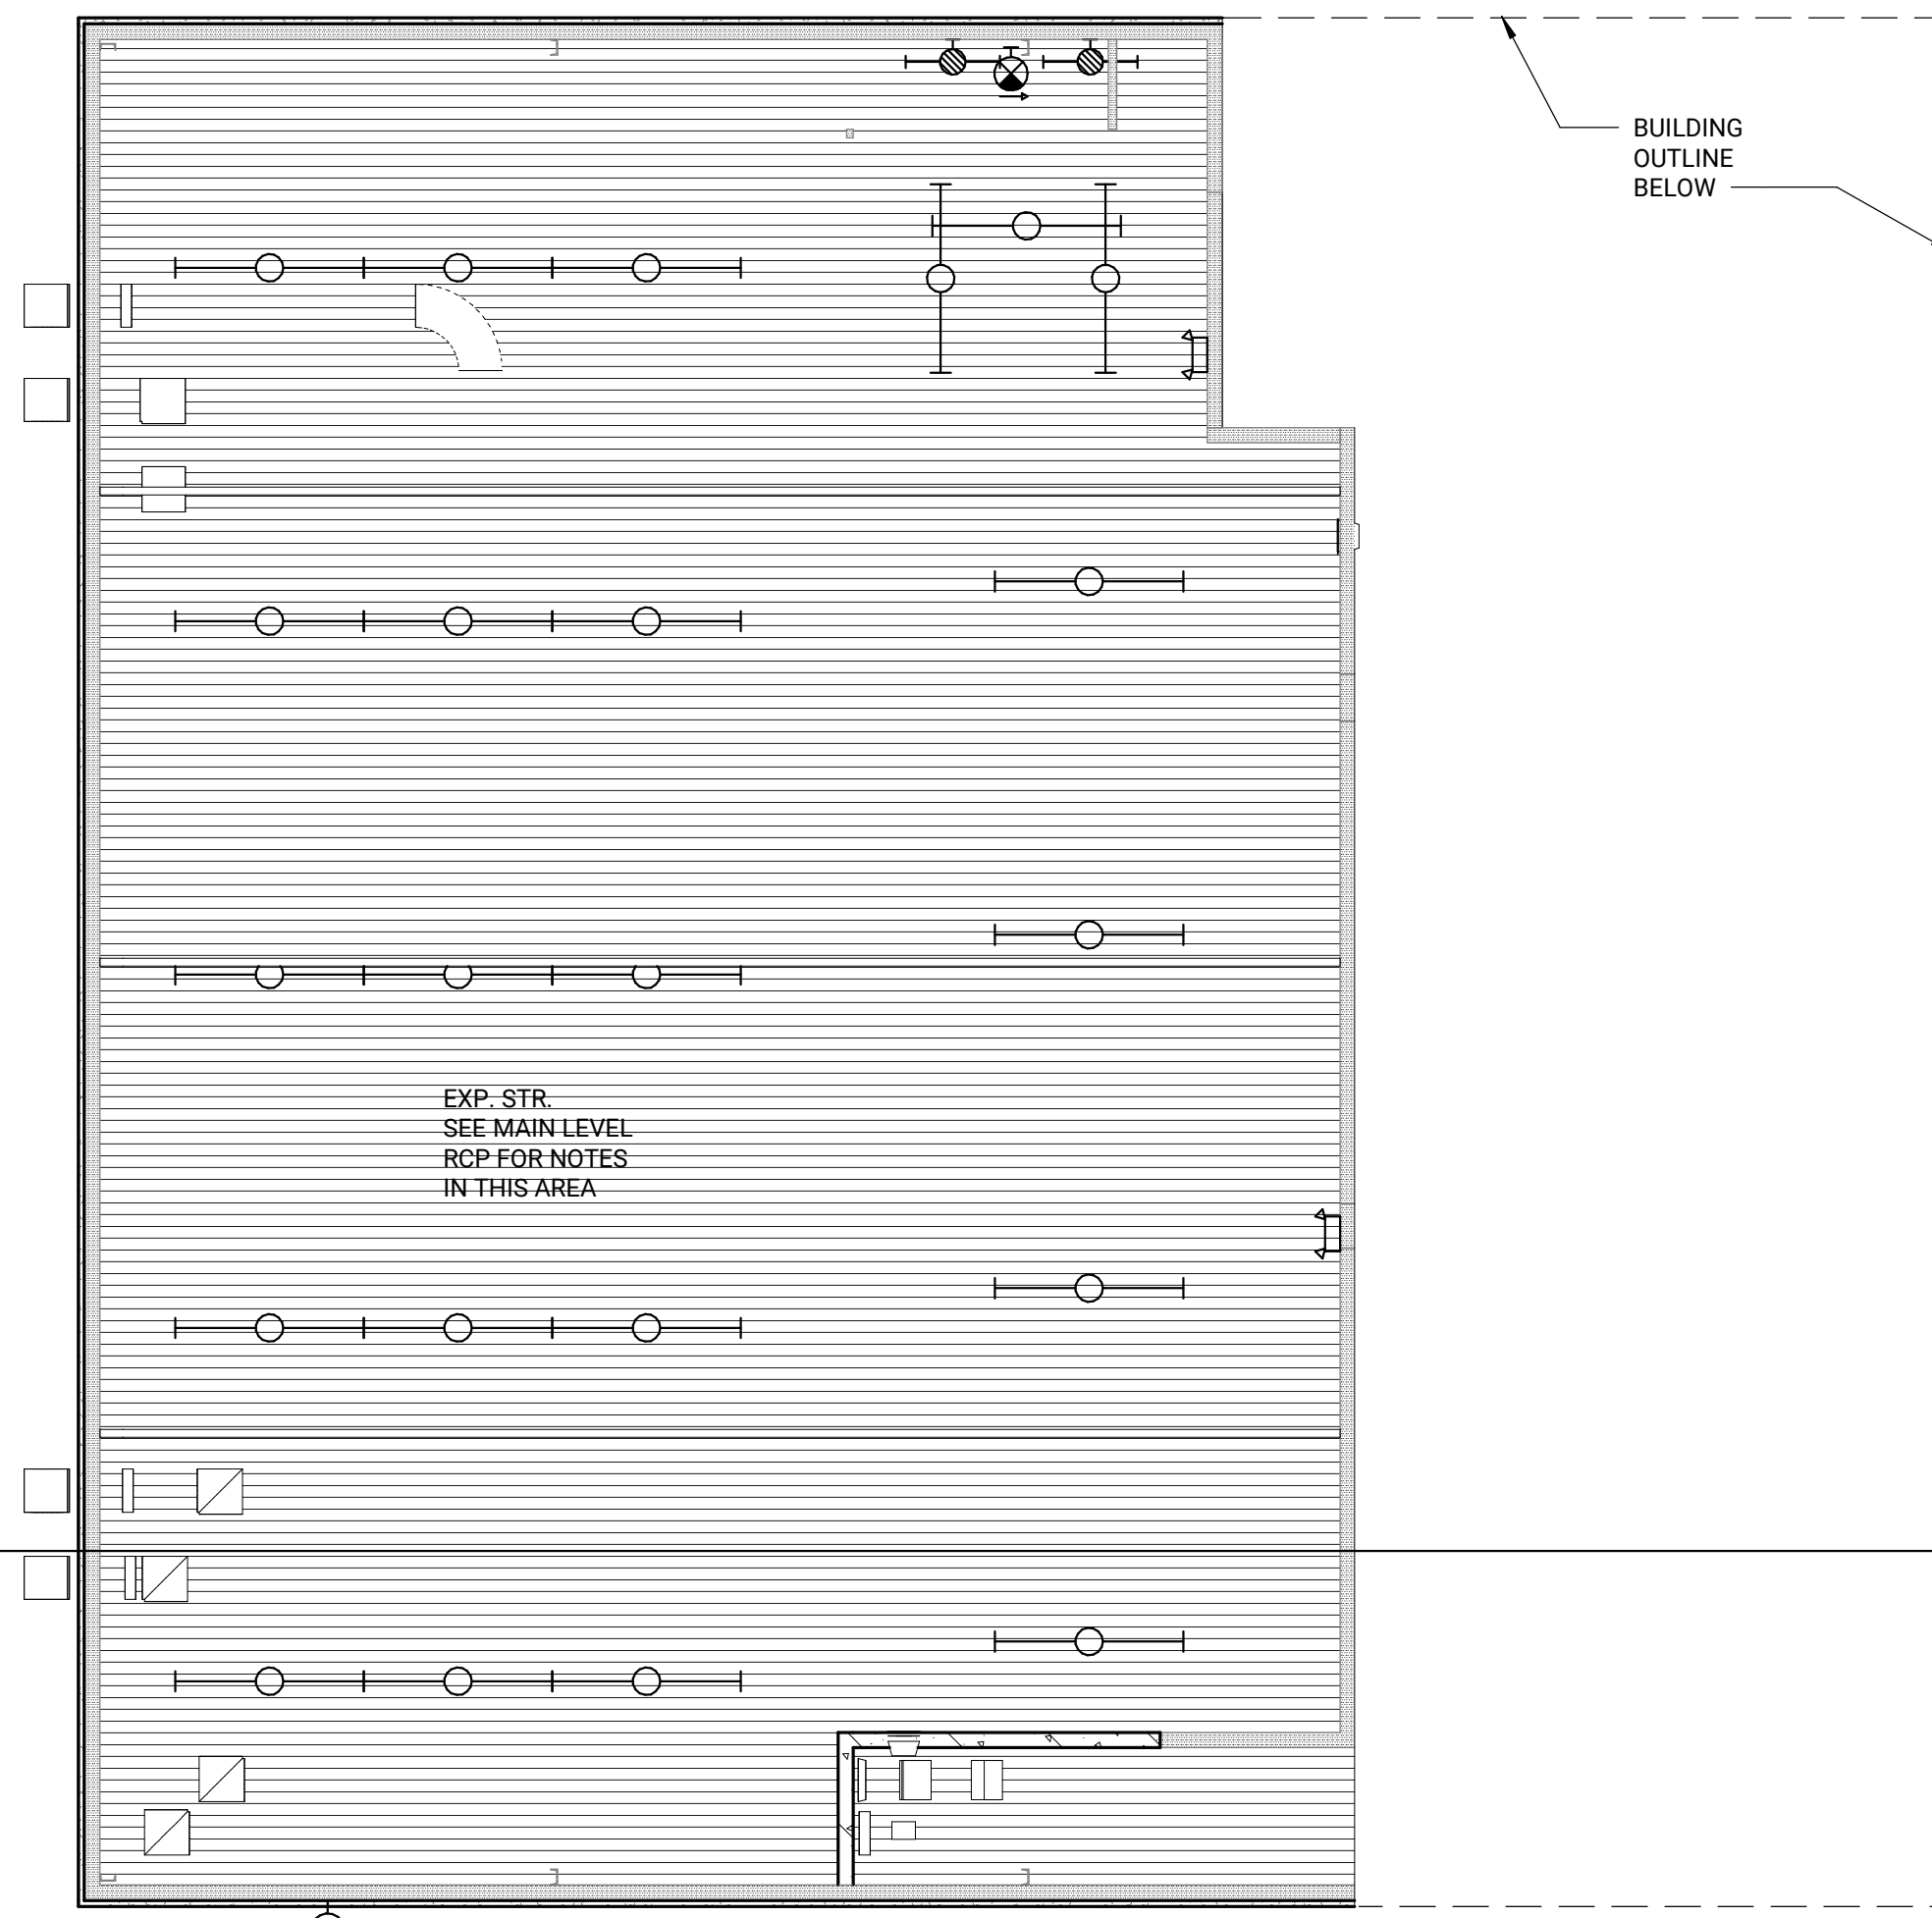 BUILDING
OUTLINE
BELOW
EXP. STR.
SEE MAIN LEVEL
RCP FOR NOTES
IN THIS AREA